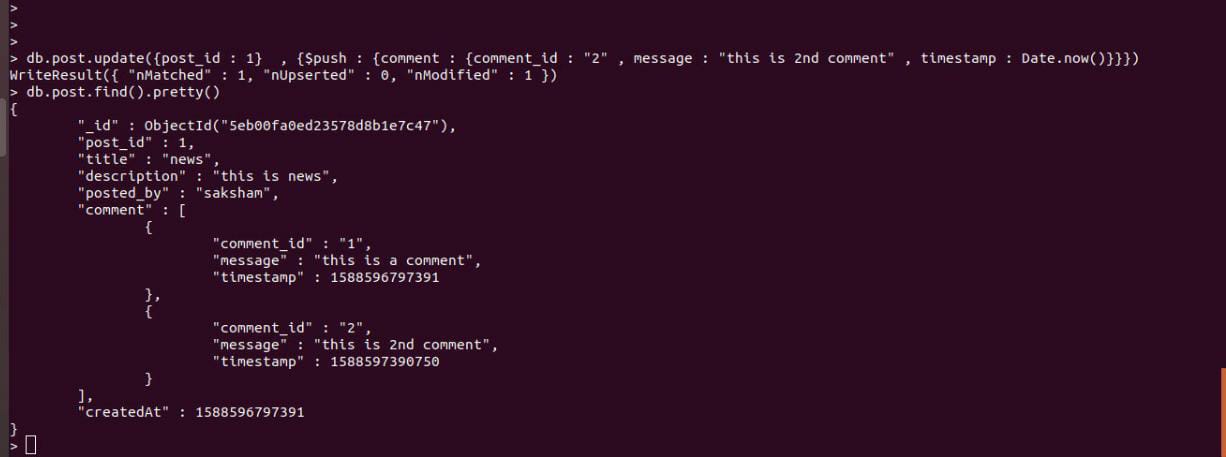 >
>
>
> db.post.update({post_id : 1}  , {$push : {comment : {comment_id : "2" , message : "this is 2nd comment" , timestamp : Date.now()}}})
WriteResult({ "nMatched" : 1, "nUpserted" : 0, "nModified" : 1 })
> db.post.find().pretty()
{
        "_id" : ObjectId("5eb00fa0ed23578d8b1e7c47"),
        "post_id" : 1,
        "title" : "news",
        "description" : "this is news",
        "posted_by" : "saksham",
        "comment" : [
                {
                        "comment_id" : "1",
                        "message" : "this is a comment",
                        "timestamp" : 1588596797391
                },
                {
                        "comment_id" : "2",
                        "message" : "this is 2nd comment",
                        "timestamp" : 1588597390750
                }
        ],
        "createdAt" : 1588596797391
}
>